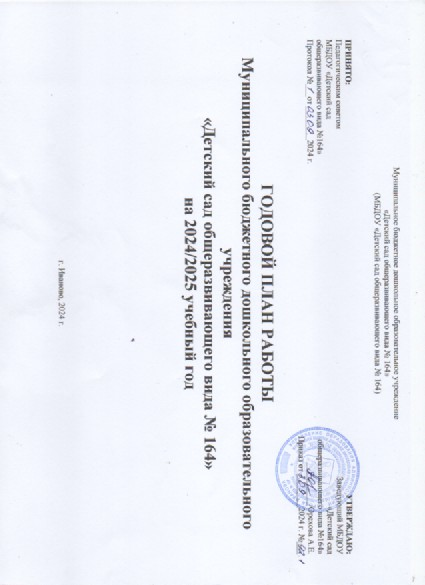 Муниципальное бюджетное дошкольное образовательное учреждение
«Детский сад общеразвивающего вида № 164»
(МБДОУ «Детский сад общеразвивающего вида № 164)
ПРИНЯТО:
Педагогическим советом
МБДОУ «Детский сад
общеразвивающего вида №164»
Протокол № 1 от 2024 г.
УТВЕРЖДАЮ:
Заведующий МБДОУ
«Детский сад
общеразвивающего вида №164»
А.Е.
Приказ от 2024 г. №
ГОДОВОЙ ПЛАН РАБОТЫ
Муниципального бюджетного дошкольного образовательного
учреждения
«Детский сад общеразвивающего вида № 164»
на 2024/2025 учебный год
г. Иваново, 2024 г.